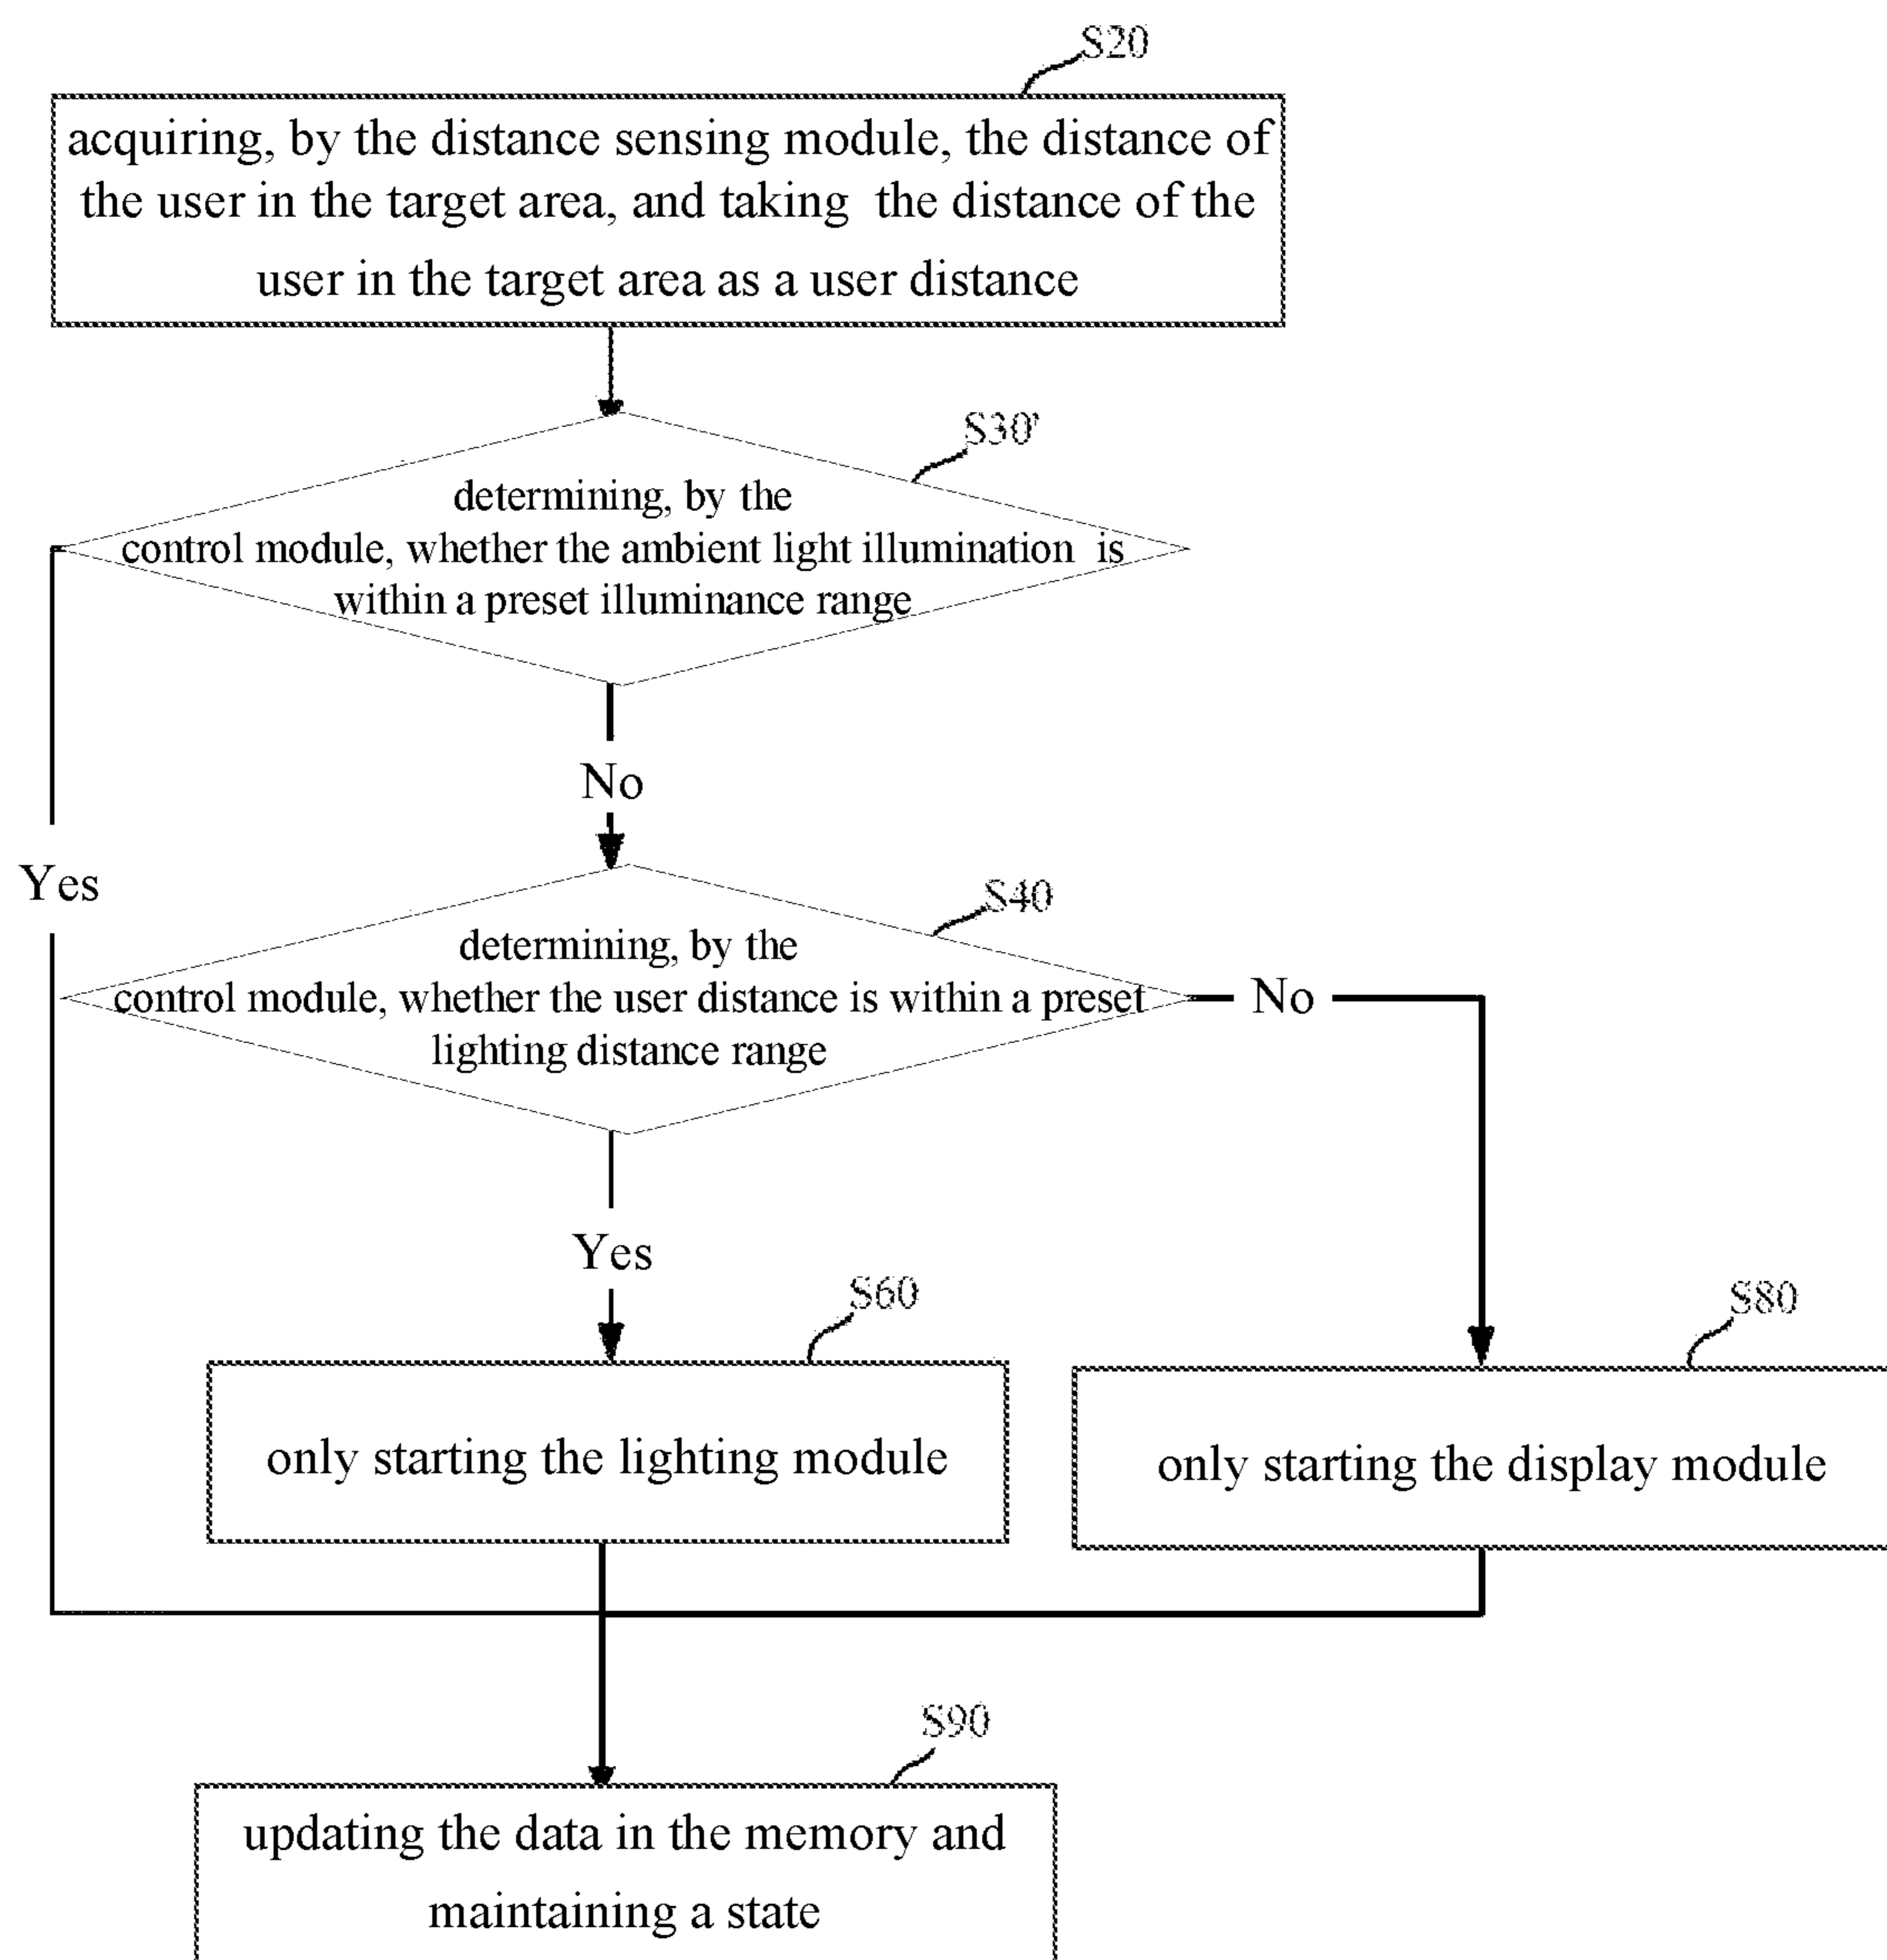 S20
acquiring, by the distance sensing module, the distance of
the user in the target area, and taking the distance of the
user in the target area as a user distance
S30'
determining, by the
control module, whether the ambient light illumination is
within a preset illuminance range
No
Yes
S40
determining, by the
control module, whether the user distance is within a preset
lighting distance range
No
Yes
S60
only starting the lighting module
S80
only starting the display module
S90
updating the data in the memory and
maintaining a state